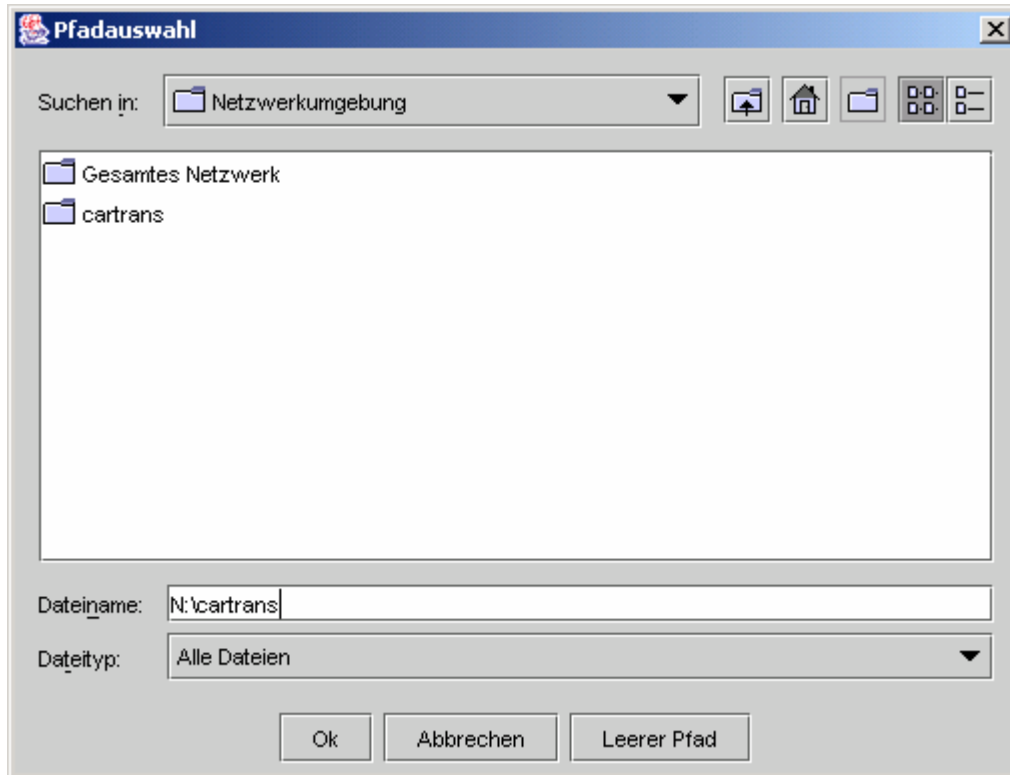 Pfadauswahl
Suchen in: Netzwerkumgebung
Gesamtes Netzwerk
cartrans
Dateiname: N:\cartrans
Dateityp: Alle Dateien
Ok Abbrechen Leerer Pfad